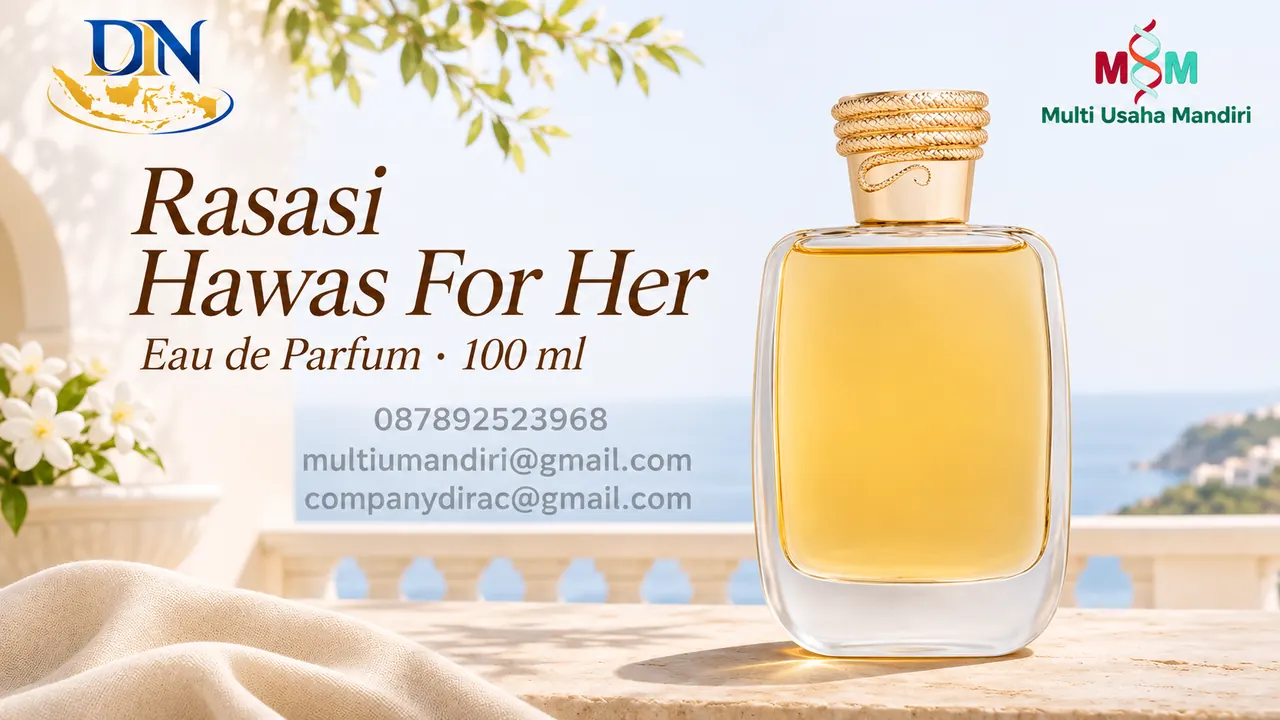 DIN
MSM
Multi Usaha Mandiri
Rasasi
Hawas For Her
Eau de Parfum · 100 ml
087892523968
multiumandiri@gmail.com
companydirac@gmail.com